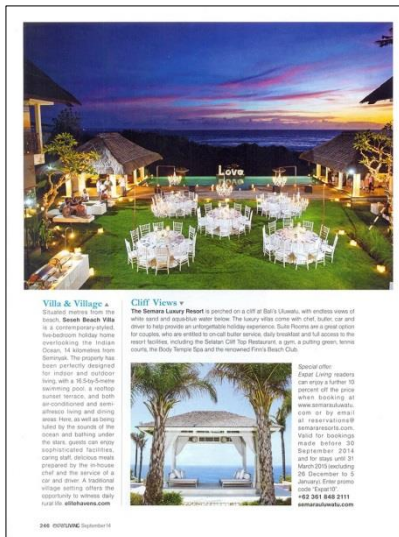 Love
Villa & Village ▲
Situated metres from the
beach, Seseh Beach Villa
is a contemporary-styled,
five-bedroom holiday home
overlooking the Indian
Ocean, 14 kilometres from
Seminyak. The property
has been perfectly designed
for indoor and outdoor
living, with a 16.5-by-5-metre
swimming pool, a rooftop
sunset terrace, and both
air-conditioned and semi-
alfresco living and dining
areas. Here, as well as being
lulled by the sounds of the
ocean and bathing under
the stars, guests can enjoy
sophisticated facilities,
caring staff, delicious meals
prepared by the in-house
chef and the service of a
car and driver. A traditional
village setting offers the
opportunity to witness daily
rural life. elitehavens.com
Cliff Views ▼
The Semara Luxury Resort is perched on a cliff at Bali's Uluwatu, with endless views of
white sand and aqua-blue water below. The luxury villas come with chef, butler, car and
driver to help provide an unforgettable holiday experience. Suite Rooms are a great option
for couples, who are entitled to on-call butler service, daily breakfast and full access to the
resort facilities, including the Selatan Cliff Top Restaurant, a gym, a putting green, tennis
courts, the Body Temple Spa and the renowned Finn's Beach Club.
Special offer:
Expat Living readers
can enjoy a further 10
percent off the price
when booking at
www.semarauluwatu.
com or by email
at reservations@
semararesorts.com.
Valid for bookings
made before 30
September 2014
and for stays until 31
March 2015 (excluding
26 December to 5
January). Enter promo
code "Expat10".
+62 361 848 2111
semarauluwatu.com
246 EXPATLIVING September14